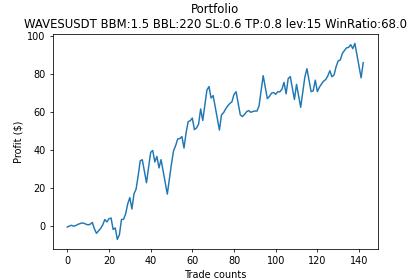 Portfolio
WAVESUSDT BBM:1.5 BBL:220 SL:0.6 TP:0.8 lev:15 WinRatio:68.0
100
80
60
40
20
0
Profit ($)
0 20 40 60 80 100 120 140
Trade counts